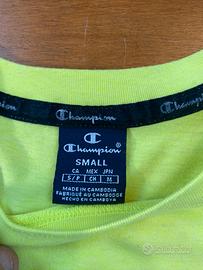 Champion
Champion
Champion®
SMALL
CA MEX JPN
S/P CH M
MADE IN CAMBODIA
FABRIQUÉ AU CAMBODGE
HECHO EN CAMBOYA